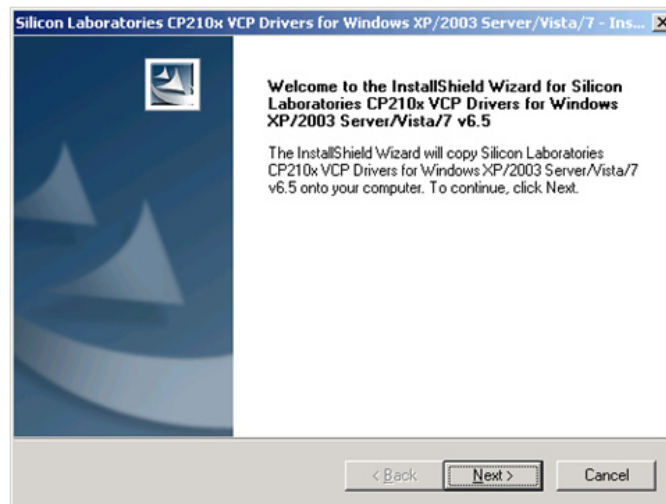 Silicon Laboratories CP210x VCP Drivers for Windows XP/2003 Server/Vista/7 - Ins...
Welcome to the InstallShield Wizard for Silicon
Laboratories CP210x VCP Drivers for Windows
XP/2003 Server/Vista/7 v6.5
The InstallShield Wizard will copy Silicon Laboratories
CP210x VCP Drivers for Windows XP/2003 Server/Vista/7
v6.5 onto your computer. To continue, click Next.
< Back
Next >
Cancel